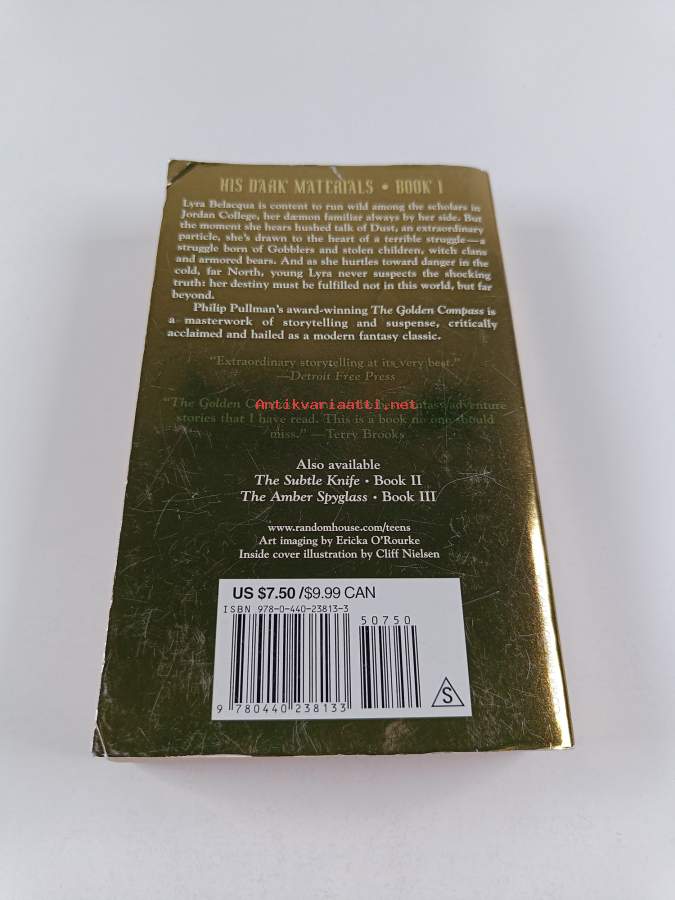 HIS DARK MATERIALS • BOOK I
Lyra Belacqua is content to run wild among the scholars in
Jordan College, her dæmon familiar always by her side. But
the moment she hears hushed talk of Dust, an extraordinary
particle, she's drawn to the heart of a terrible struggle—a
struggle born of Gobblers and stolen children, witch clans
and armored bears. And as she hurtles toward danger in the
cold, far North, young Lyra never suspects the shocking
truth: her destiny must be fulfilled not in this world, but far
beyond.
Philip Pullman's award-winning The Golden Compass is
a masterwork of storytelling and suspense, critically
acclaimed and hailed as a modern fantasy classic.
“Extraordinary storytelling at its very best.”
—Detroit Free Press
Antikvariaatti.net
“The Golden fantasy/adventure
stories that I have read. This is a book no one should
miss.” —Terry Brooks
Also available
The Subtle Knife • Book II
The Amber Spyglass • Book III
www.randomhouse.com/teens
Art imaging by Ericka O'Rourke
Inside cover illustration by Cliff Nielsen
US $7.50 /$9.99 CAN
ISBN 978-0-440-23813-3
50750
9 780440 238133
S